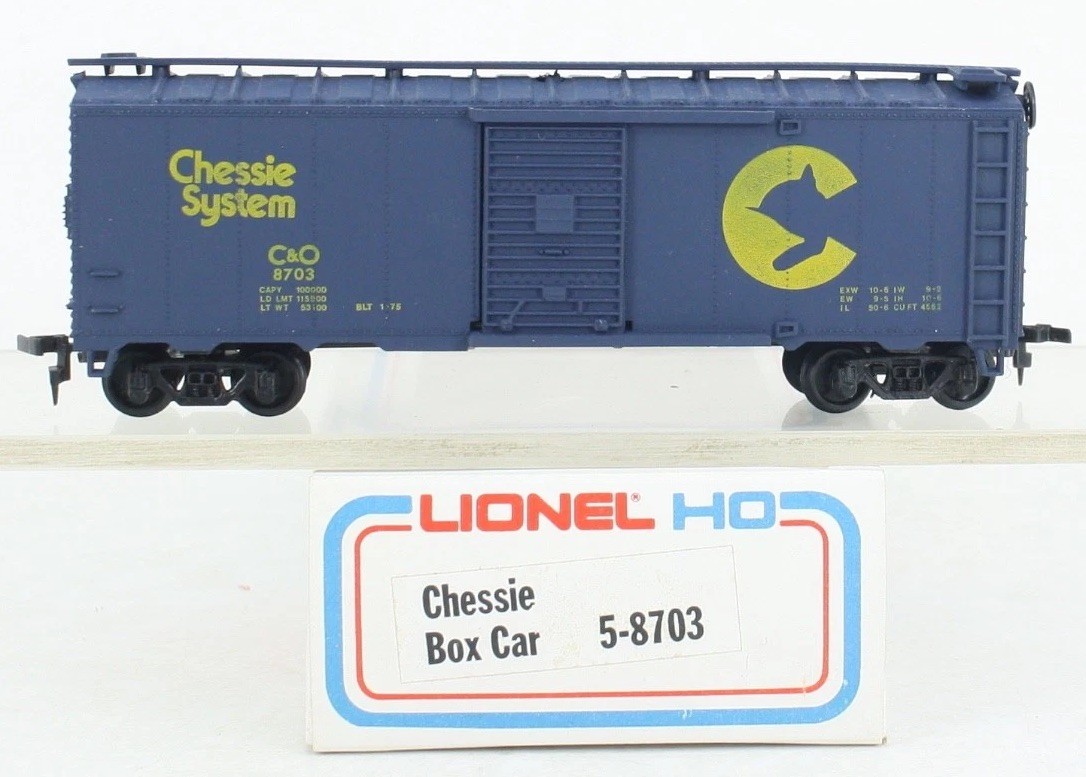 Chessie
System
C&O
8703
CAPY 100000
LD LMT 115900
LT WT 53100 BLT 1-75
EXW 10-6 IW 9-2
EW 9-5 IH 10-6
IL 50-6 CU FT
LIONEL® HO
Chessie
Box Car 5-8703